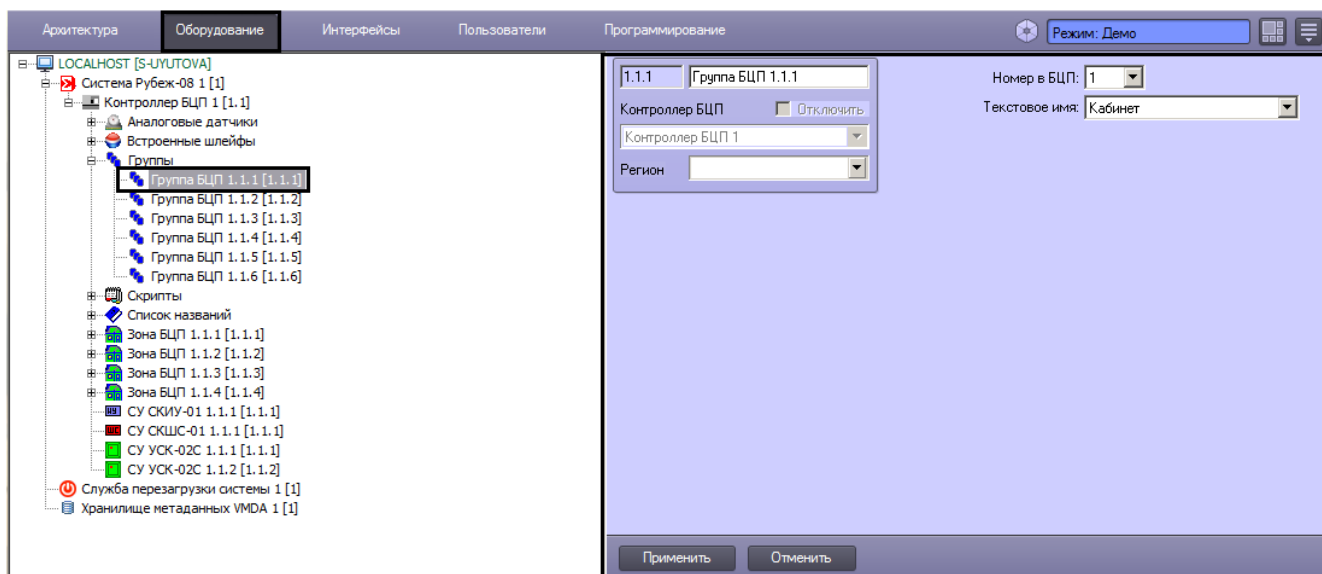 Архитектура Оборудование Интерфейсы Пользователи Программирование Режим: Демо
LOCALHOST [S-UYUTOVA]
Система Рубеж-08 1 [1]
Контроллер БЦП 1 [1.1]
Аналоговые датчики
Встроенные шлейфы
Группы
Группа БЦП 1.1.1 [1.1.1]
Группа БЦП 1.1.2 [1.1.2]
Группа БЦП 1.1.3 [1.1.3]
Группа БЦП 1.1.4 [1.1.4]
Группа БЦП 1.1.5 [1.1.5]
Группа БЦП 1.1.6 [1.1.6]
Скрипты
Список названий
Зона БЦП 1.1.1 [1.1.1]
Зона БЦП 1.1.2 [1.1.2]
Зона БЦП 1.1.3 [1.1.3]
Зона БЦП 1.1.4 [1.1.4]
СУ СКИУ-01 1.1.1 [1.1.1]
СУ СКШС-01 1.1.1 [1.1.1]
СУ УСК-02С 1.1.1 [1.1.1]
СУ УСК-02С 1.1.2 [1.1.2]
Служба перезагрузки системы 1 [1]
Хранилище метаданных VMDA 1 [1]
1.1.1 Группа БЦП 1.1.1
Контроллер БЦП Отключить
Контроллер БЦП 1
Регион
Номер в БЦП: 1
Текстовое имя: Кабинет
Применить Отменить